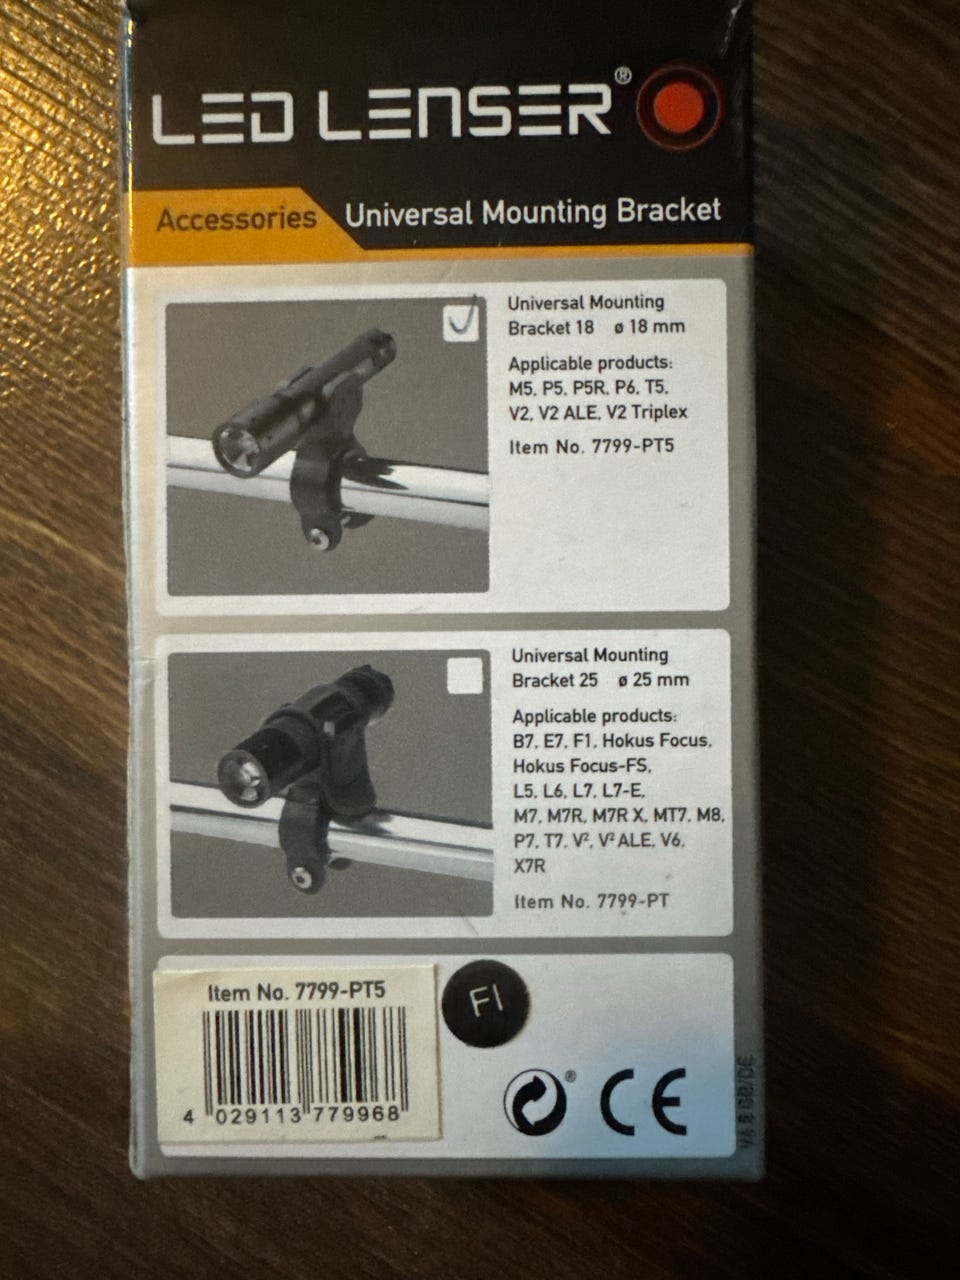 LED LENSER®
Accessories Universal Mounting Bracket
Universal Mounting
Bracket 18 ø 18 mm
Applicable products:
M5, P5, P5R, P6, T5,
V2, V2 ALE, V2 Triplex
Item No. 7799-PT5
Universal Mounting
Bracket 25 ø 25 mm
Applicable products:
B7, E7, F1, Hokus Focus,
Hokus Focus-FS,
L5, L6, L7, L7-E,
M7, M7R, M7R X, MT7, M8,
P7, T7, V², V² ALE, V6,
X7R
Item No. 7799-PT
Item No. 7799-PT5
4 029113 779968
FI
®
CE
GB/DE